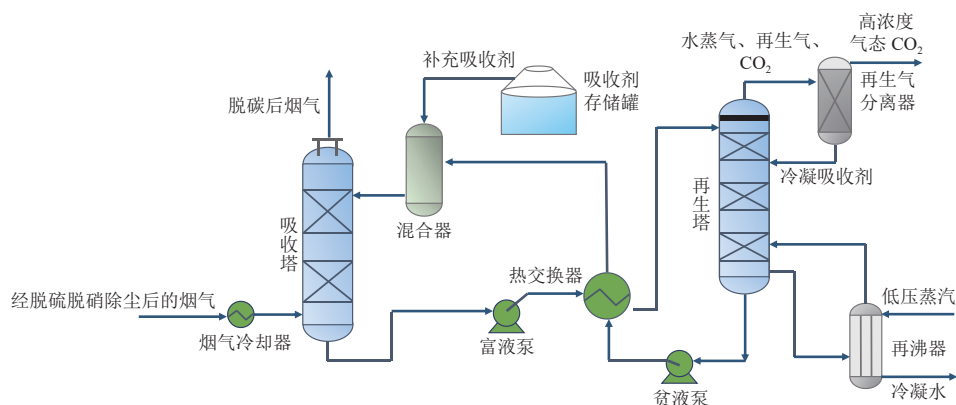 水蒸气、再生气、
CO2
高浓度
气态 CO2
再生气
分离器
补充吸收剂
吸收剂
存储罐
脱碳后烟气
冷凝吸收剂
再生塔
混合器
吸收塔
热交换器
经脱硫脱硝除尘后的烟气
烟气冷却器
富液泵
贫液泵
低压蒸汽
再沸器
冷凝水